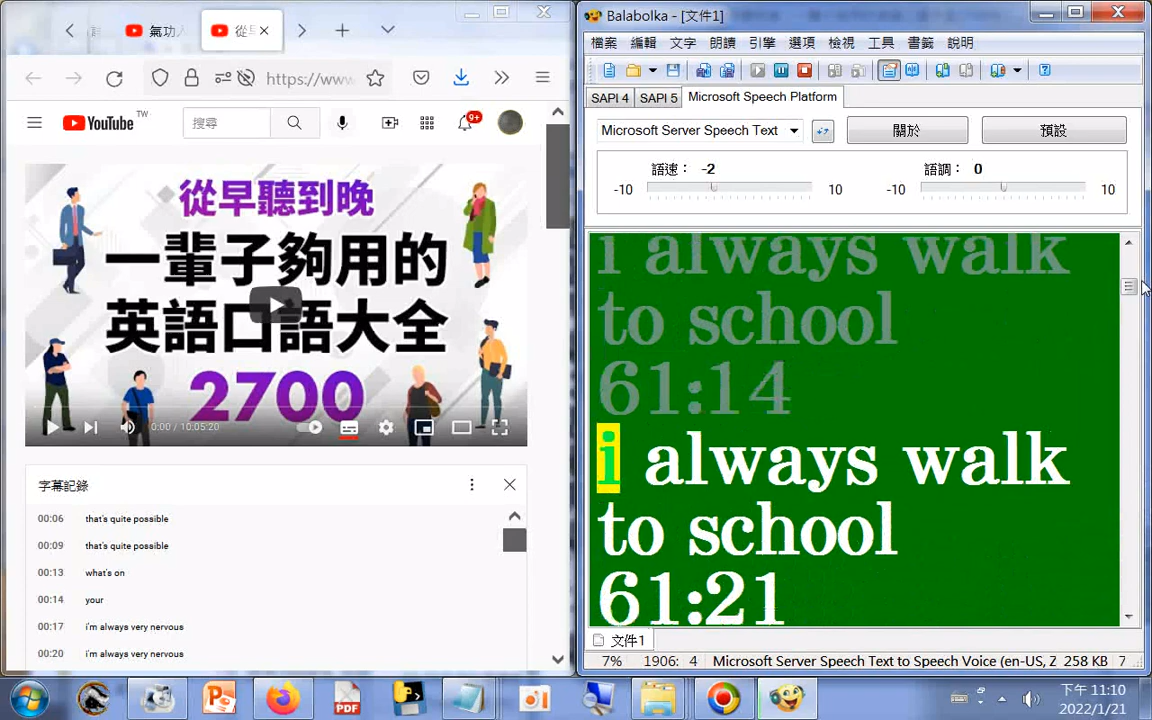 氣功
從
https://www
YouTube TW
搜尋
9+
從早聽到晚
一輩子夠用的
英語口語大全
2700
0:00 / 10:05:20
字幕記錄
00:06 that's quite possible
00:09 that's quite possible
00:13 what's on
00:14 your
00:17 i'm always very nervous
00:20 i'm always very nervous
Balabolka - [文件1]
檔案 編輯 文字 朗讀 引擎 選項 檢視 工具 書籤 說明
SAPI 4 SAPI 5 Microsoft Speech Platform
Microsoft Server Speech Text 關於 預設
語速： -2 語調： 0
-10 10 -10 10
i always walk
to school
61:14
i always walk
to school
61:21
文件1
7% 1906: 4 Microsoft Server Speech Text to Speech Voice (en-US, Z 258 KB 7
PDF
下午 11:10
2022/1/21